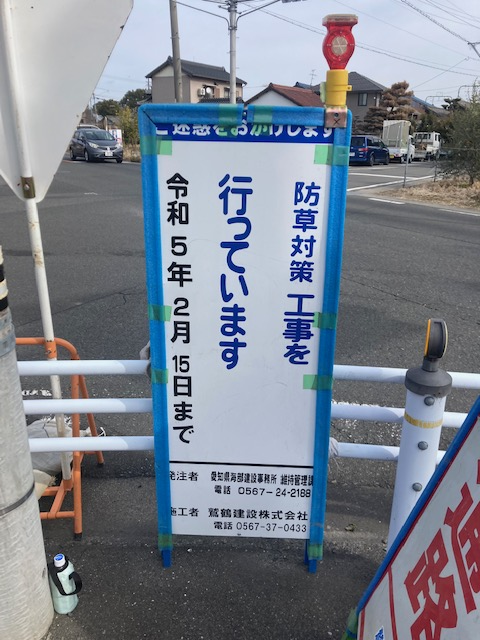 ご迷惑をおかけします
防草対策 工事を
行っています
令和5年2月15日まで
発注者 愛知県海部建設事務所 維持管理課
電話 0567-24-2188
施工者 鷲鶴建設株式会社
電話 0567-37-0433
通路